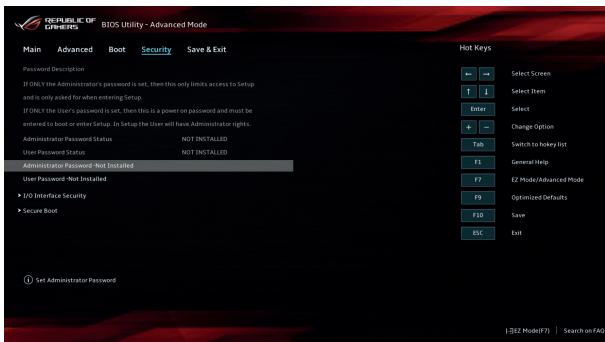 REPUBLIC OF
GAMERS
BIOS Utility - Advanced Mode
Main Advanced Boot Security Save & Exit
Password Description
If ONLY the Administrator's password is set, then this only limits access to Setup
and is only asked for when entering Setup.
If ONLY the User's password is set, then this is a power on password and must be
entered to boot or enter Setup. In Setup the User will have Administrator rights.
Administrator Password Status NOT INSTALLED
User Password Status NOT INSTALLED
Administrator Password -Not Installed
User Password -Not Installed
> I/O Interface Security
> Secure Boot
Set Administrator Password
Hot Keys
← → Select Screen
↑ ↓ Select Item
Enter Select
+ − Change Option
Tab Switch to hokey list
F1 General Help
F7 EZ Mode/Advanced Mode
F9 Optimized Defaults
F10 Save
ESC Exit
EZ Mode(F7) | Search on FAQ